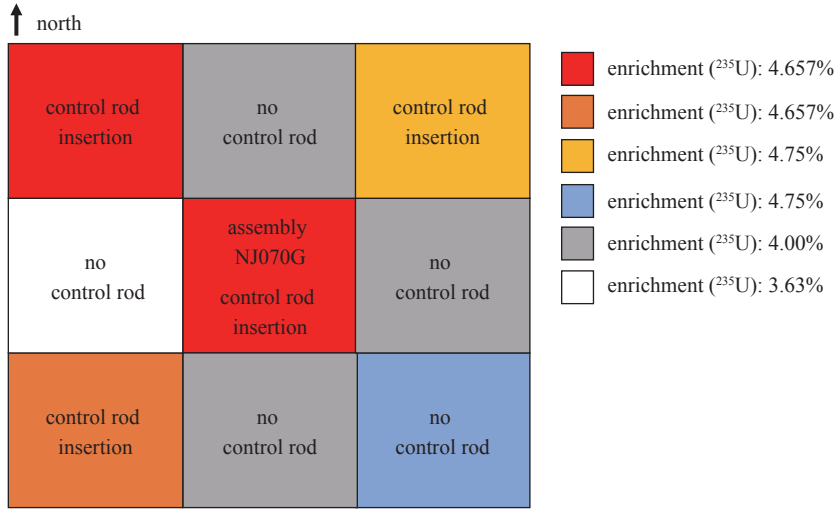 north
control rod
insertion
no
control rod
control rod
insertion
no
control rod
assembly
NJ070G
control rod
insertion
no
control rod
control rod
insertion
no
control rod
no
control rod
enrichment (²³⁵U): 4.657%
enrichment (²³⁵U): 4.657%
enrichment (²³⁵U): 4.75%
enrichment (²³⁵U): 4.75%
enrichment (²³⁵U): 4.00%
enrichment (²³⁵U): 3.63%